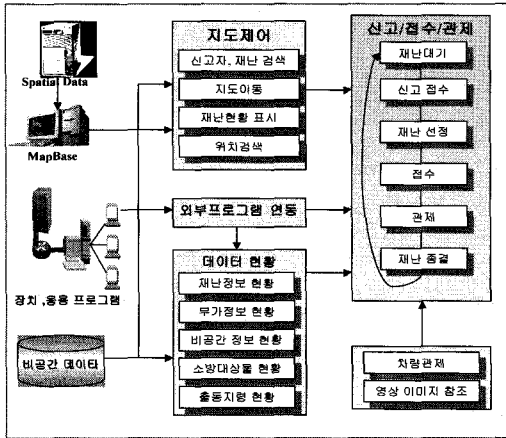 Spatial Data
MapBase
장치 ,응용 프로그램
비공간 데이타
지도제어
신고자, 재난 검색
지도이동
재난현황 표시
위치검색
외부프로그램 연동
데이터 현황
재난정보 현황
부가정보 현황
비공간 정보 현황
소방대상물 현황
출동지령 현황
신고/접수/관제
재난대기
신고 접수
재난 선정
접수
관제
재난 종결
차량관제
영상 이미지 참조